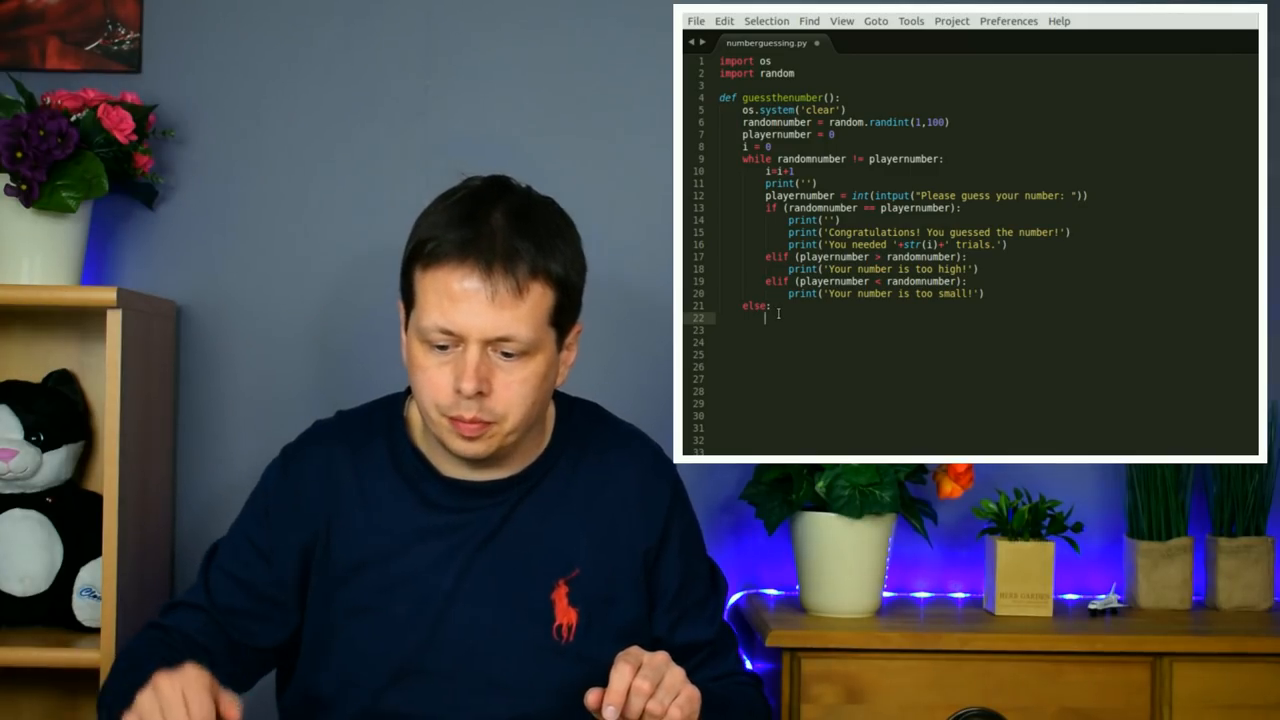 File Edit Selection Find View Goto Tools Project Preferences Help
numberguessing.py
1 import os
2 import random
3
4 def guessthenumber():
5 os.system('clear')
6 randomnumber = random.randint(1,100)
7 playernumber = 0
8 i = 0
9 while randomnumber != playernumber:
10 i=i+1
11 print('')
12 playernumber = int(intput("Please guess your number: "))
13 if (randomnumber == playernumber):
14 print('')
15 print('Congratulations! You guessed the number!')
16 print('You needed '+str(i)+' trials.')
17 elif (playernumber > randomnumber):
18 print('Your number is too high!')
19 elif (playernumber < randomnumber):
20 print('Your number is too small!')
21 else:
22
23
24
25
26
27
28
29
30
31
32
33
HERB GARDEN